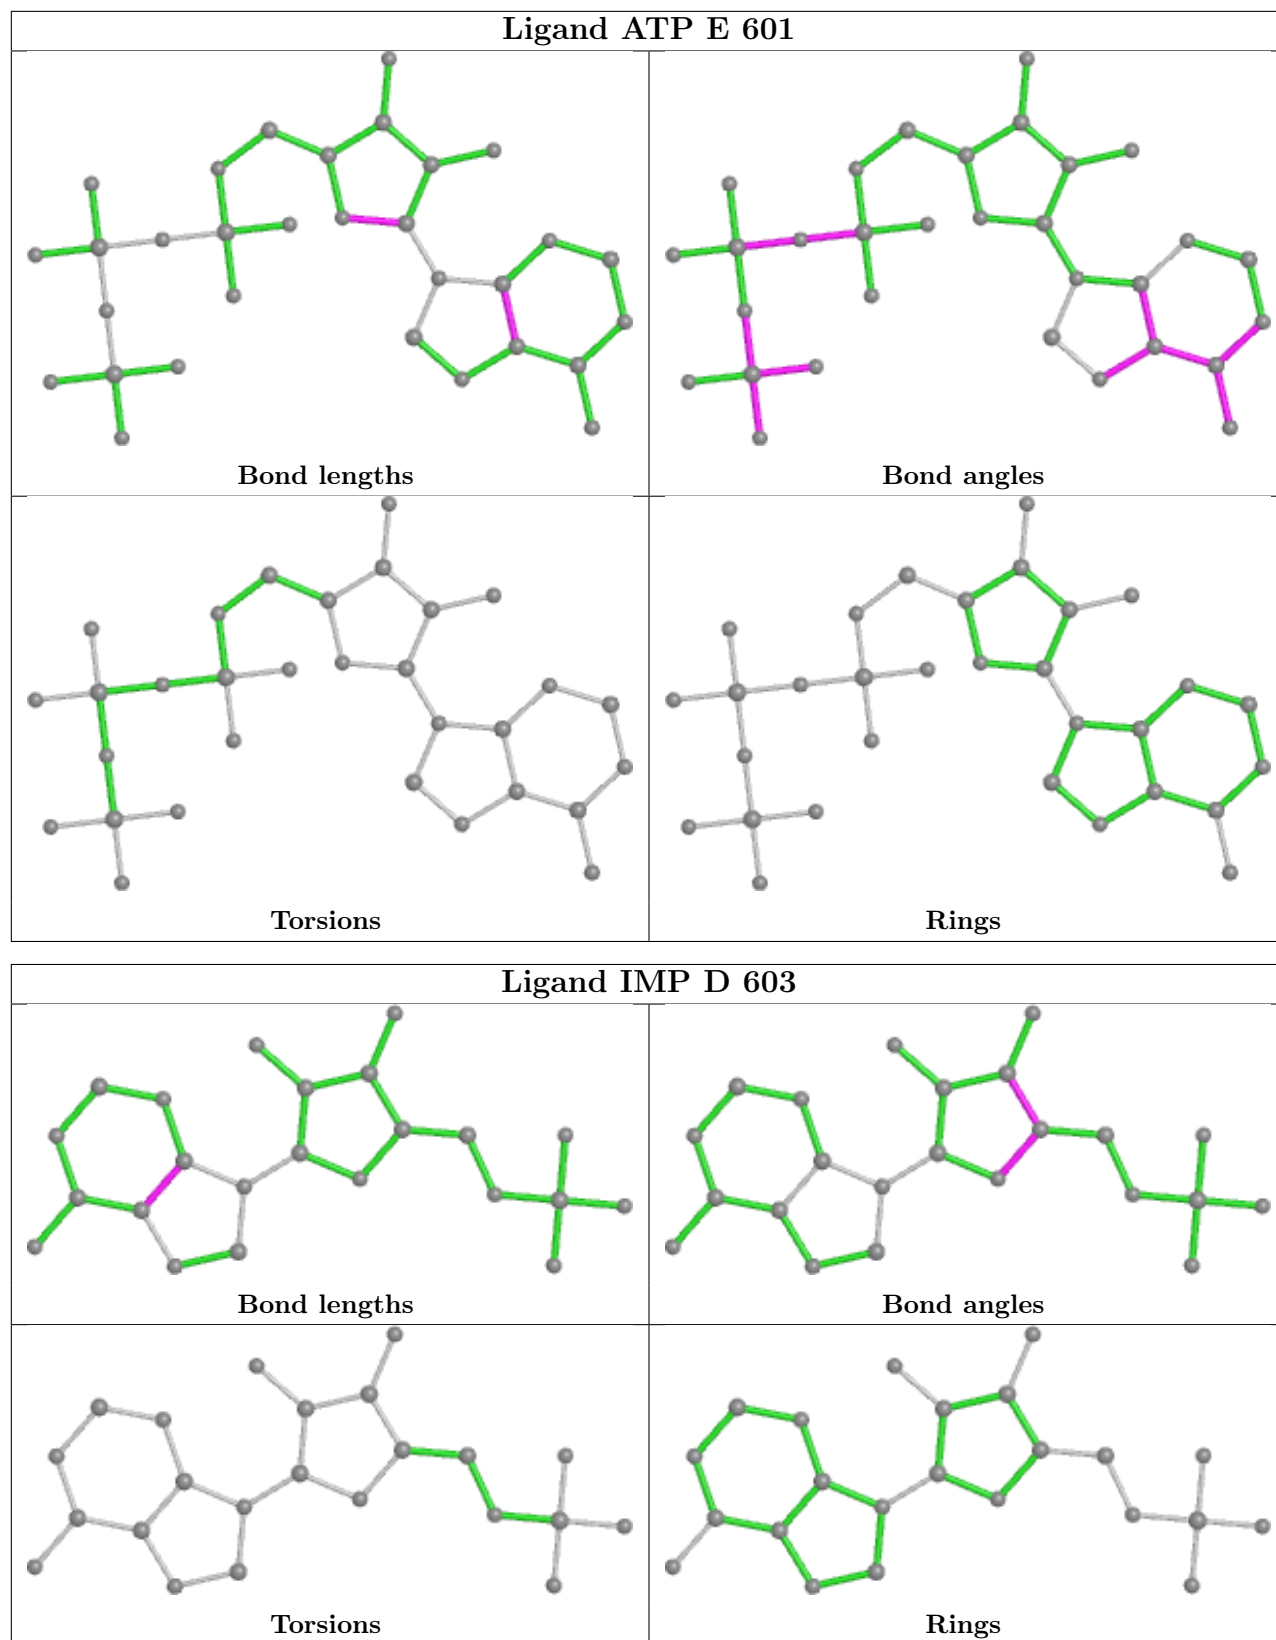 Ligand ATP E 601
Bond lengths
Bond angles
Torsions
Rings
Ligand IMP D 603
Bond lengths
Bond angles
Torsions
Rings